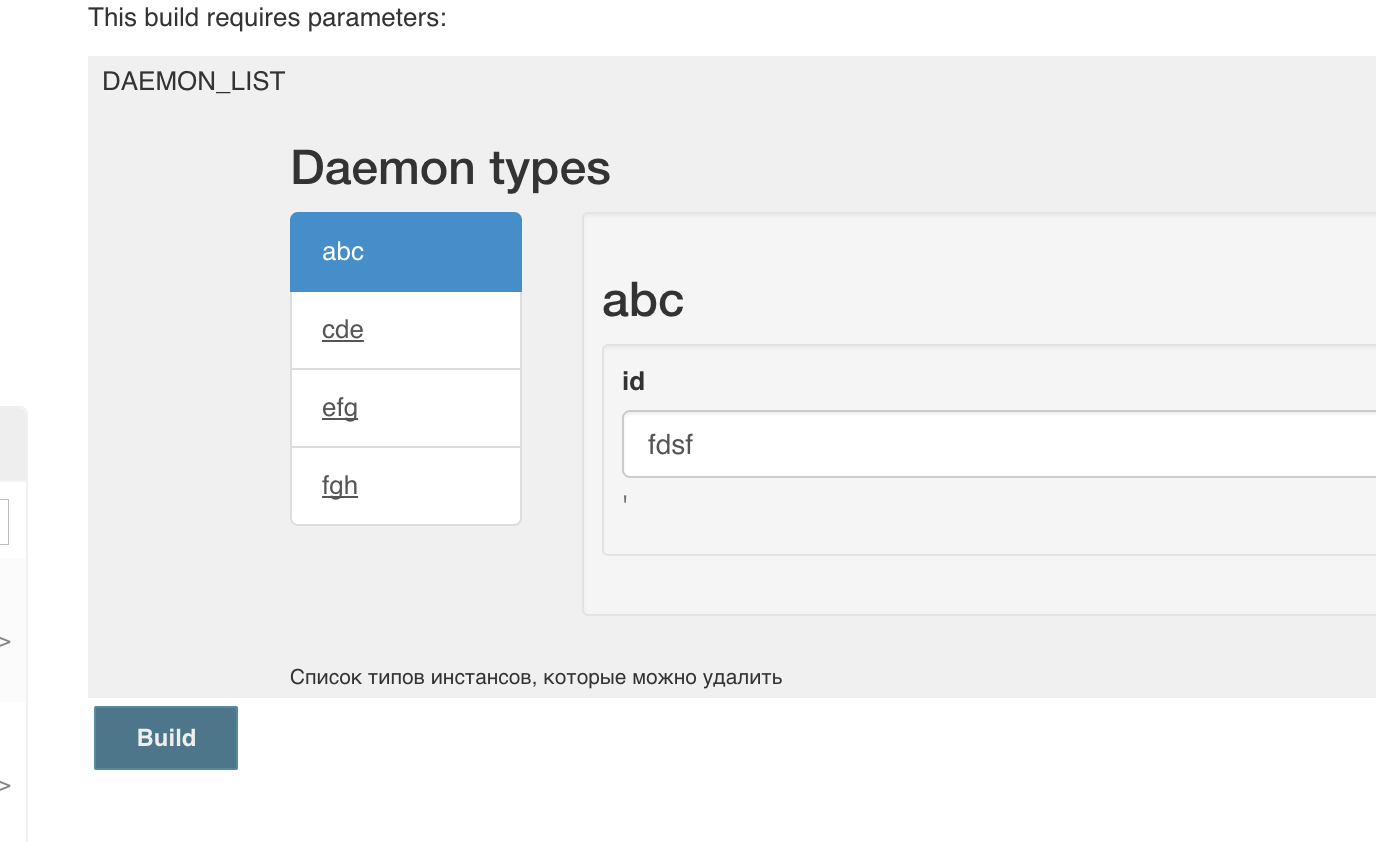 This build requires parameters:
DAEMON_LIST
Daemon types
abc
cde
efg
fgh
abc
id
fdsf
'
Список типов инстансов, которые можно удалить
Build
>
>